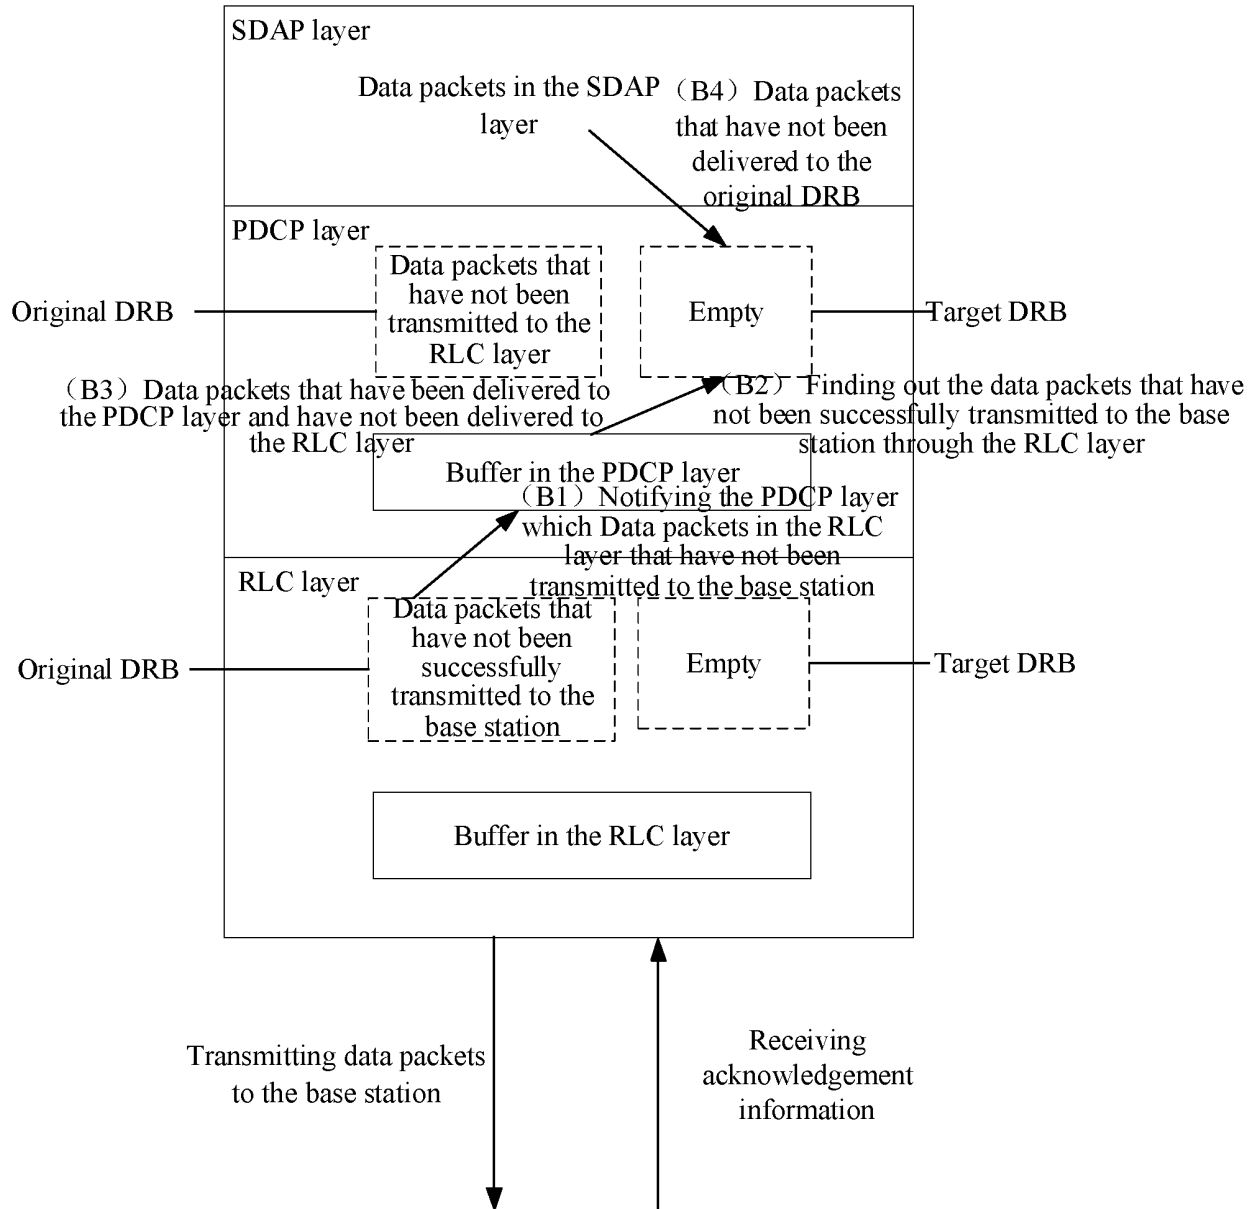 SDAP layer
Data packets in the SDAP
layer
（B4）Data packets
that have not been
delivered to the
original DRB
PDCP layer
Data packets that
have not been
transmitted to the
RLC layer
Empty
Original DRB
Target DRB
（B3）Data packets that have been delivered to
the PDCP layer and have not been delivered to
the RLC layer
（B2） Finding out the data packets that have
not been successfully transmitted to the base
station through the RLC layer
Buffer in the PDCP layer
（B1）Notifying the PDCP layer
which Data packets in the RLC
layer that have not been
transmitted to the base station
RLC layer
Data packets that
have not been
successfully
transmitted to the
base station
Empty
Original DRB
Target DRB
Buffer in the RLC layer
Transmitting data packets
to the base station
Receiving
acknowledgement
information